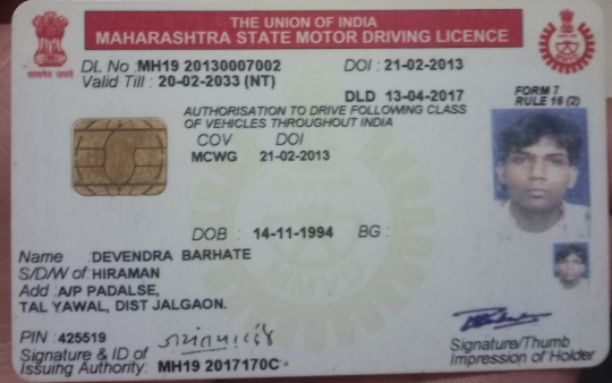 THE UNION OF INDIA
MAHARASHTRA STATE MOTOR DRIVING LICENCE
सत्यमेव जयते
DL No : MH19 20130007002 DOI : 21-02-2013
Valid Till : 20-02-2033 (NT)
DLD 13-04-2017
FORM 7
RULE 16 (2)
AUTHORISATION TO DRIVE FOLLOWING CLASS
OF VEHICLES THROUGHOUT INDIA
COV DOI
MCWG 21-02-2013
MMVD
DOB : 14-11-1994 BG :
Name : DEVENDRA BARHATE
S/D/W of : HIRAMAN
Add : A/P PADALSE,
TAL YAWAL, DIST JALGAON.
PIN : 425519
Signature & ID of
Issuing Authority: MH19 2017170C
Signature/Thumb
Impression of Holder